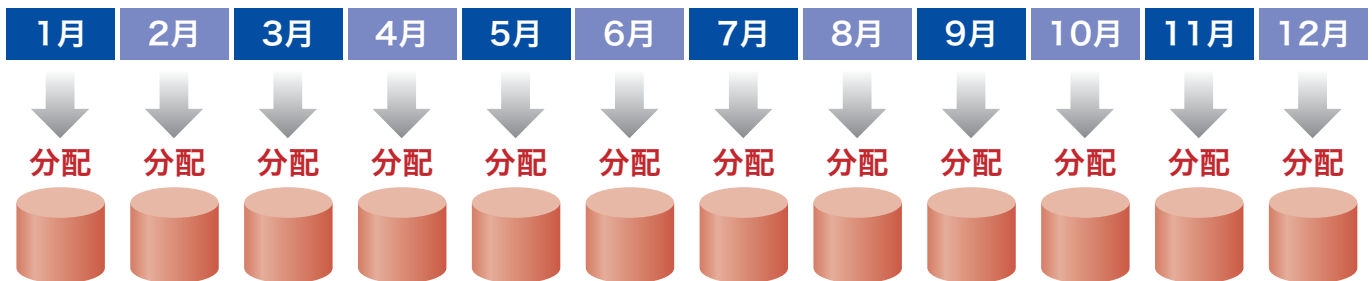 1月 2月 3月 4月 5月 6月 7月 8月 9月 10月 11月 12月
分配 分配 分配 分配 分配 分配 分配 分配 分配 分配 分配 分配